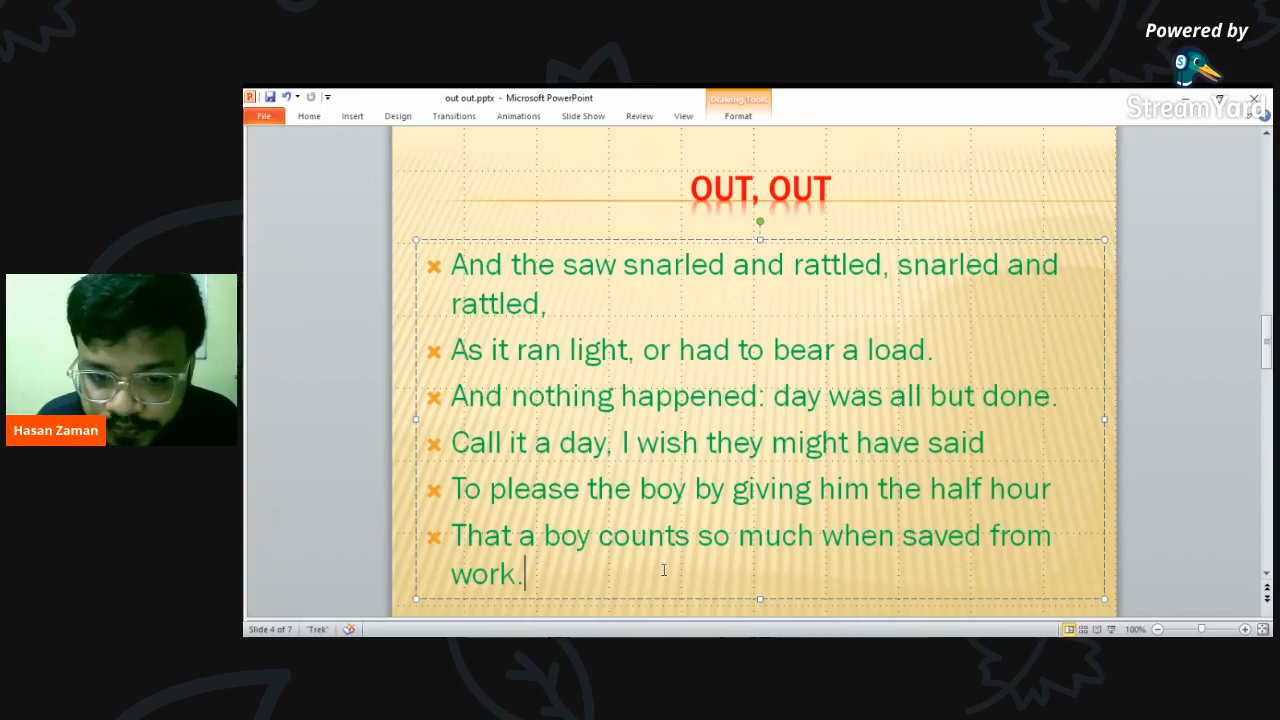 Powered by
StreamYard
out out.pptx - Microsoft PowerPoint
Drawing Tools
File Home Insert Design Transitions Animations Slide Show Review View Format
OUT, OUT
And the saw snarled and rattled, snarled and
rattled,
As it ran light, or had to bear a load.
And nothing happened: day was all but done.
Call it a day, I wish they might have said
To please the boy by giving him the half hour
That a boy counts so much when saved from
work.
Hasan Zaman
Slide 4 of 7 "Trek" 100%